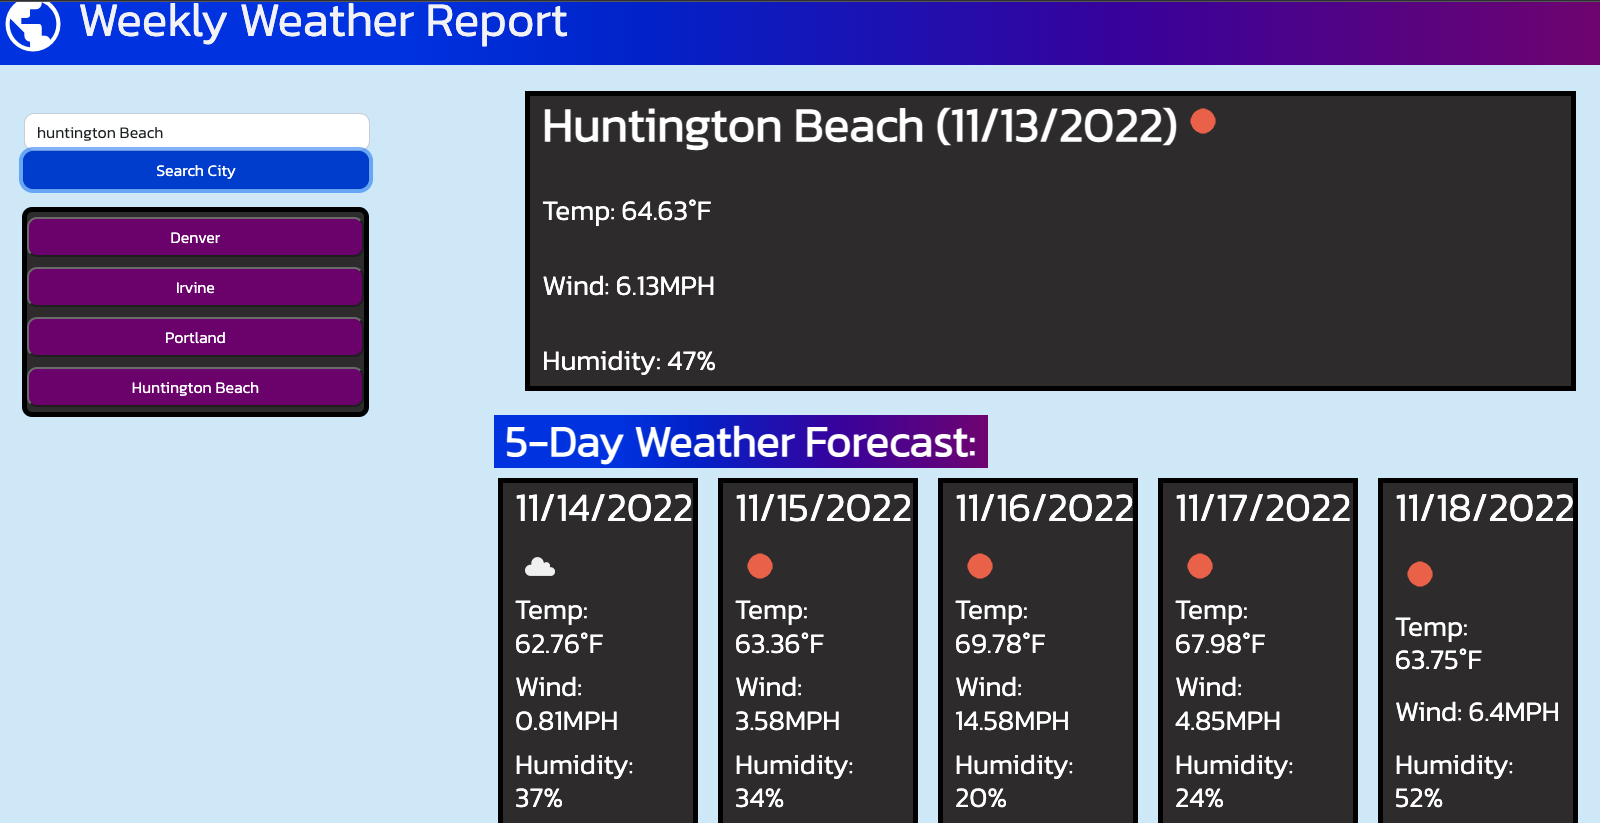 Weekly Weather Report
huntington Beach
Search City
Denver
Irvine
Portland
Huntington Beach
Huntington Beach (11/13/2022)
Temp: 64.63°F
Wind: 6.13MPH
Humidity: 47%
5-Day Weather Forecast:
11/14/2022
Temp:
62.76°F
Wind:
0.81MPH
Humidity:
37%
11/15/2022
Temp:
63.36°F
Wind:
3.58MPH
Humidity:
34%
11/16/2022
Temp:
69.78°F
Wind:
14.58MPH
Humidity:
20%
11/17/2022
Temp:
67.98°F
Wind:
4.85MPH
Humidity:
24%
11/18/2022
Temp:
63.75°F
Wind: 6.4MPH
Humidity:
52%